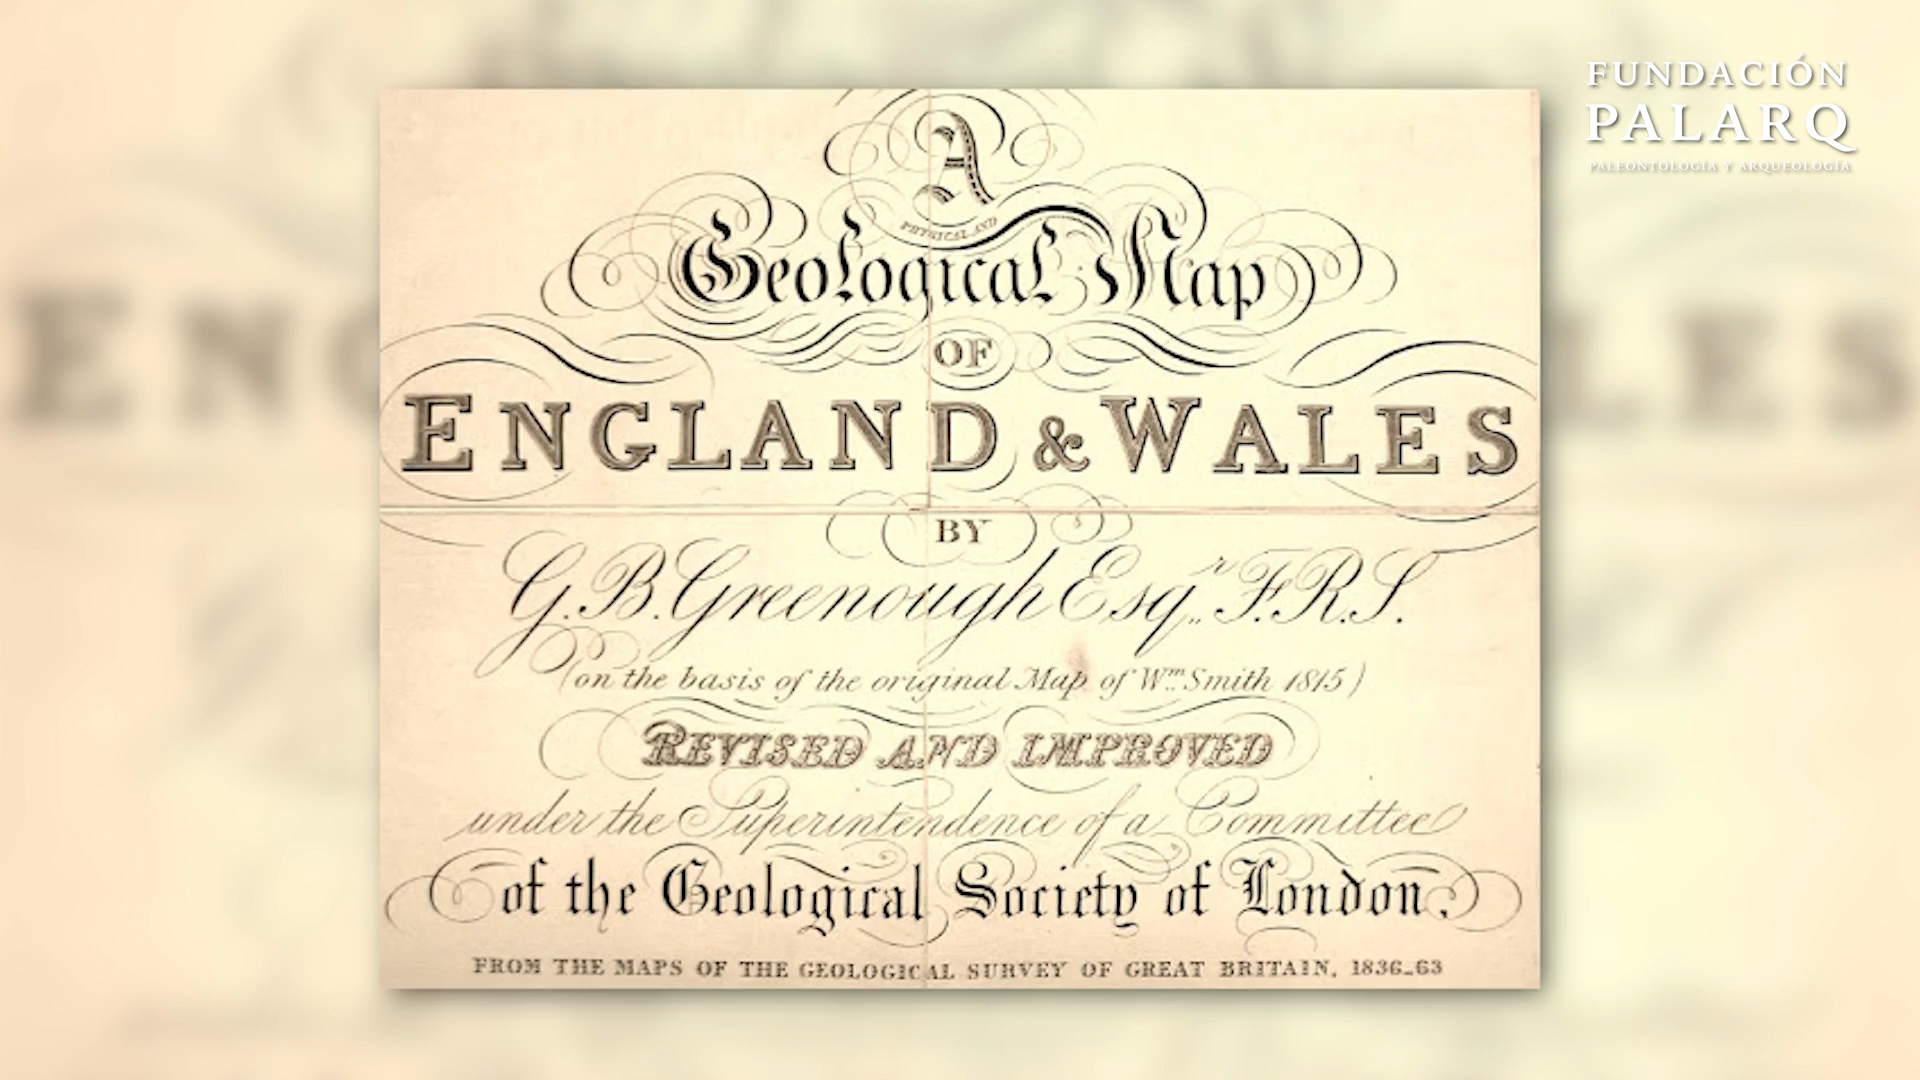 FUNDACIÓN
PALARQ
PALEONTOLOGÍA Y ARQUEOLOGÍA
A
PHYSICAL AND
Geological Map
OF
ENGLAND & WALES
BY
G. B. Greenough Esqr. F.R.S.
(on the basis of the original Map of Wm. Smith 1815)
REVISED AND IMPROVED
under the Superintendence of a Committee
of the Geological Society of London.
FROM THE MAPS OF THE GEOLOGICAL SURVEY OF GREAT BRITAIN, 1836-63